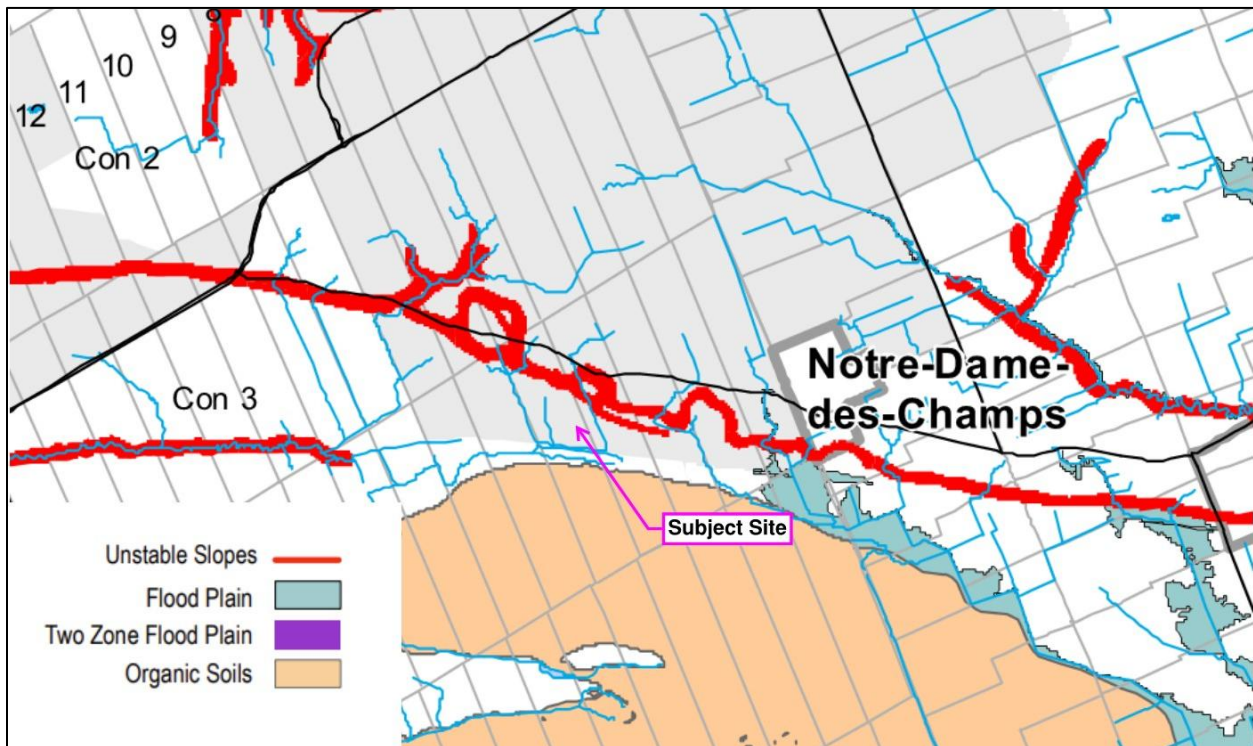 9
10
11
12
Con 2
Con 3
Notre-Dame-
des-Champs
Subject Site
Unstable Slopes
Flood Plain
Two Zone Flood Plain
Organic Soils